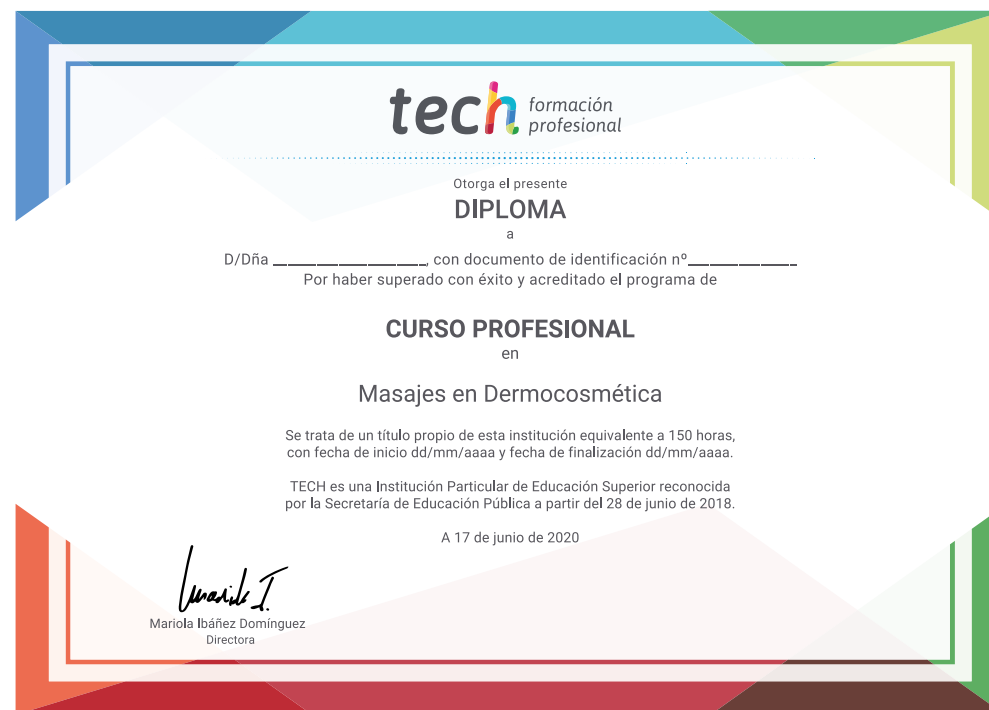 tech formación
profesional
Otorga el presente
DIPLOMA
a
D/Dña ____________________, con documento de identificación nº______________
Por haber superado con éxito y acreditado el programa de
CURSO PROFESIONAL
en
Masajes en Dermocosmética
Se trata de un título propio de esta institución equivalente a 150 horas,
con fecha de inicio dd/mm/aaaa y fecha de finalización dd/mm/aaaa.
TECH es una Institución Particular de Educación Superior reconocida
por la Secretaría de Educación Pública a partir del 28 de junio de 2018.
A 17 de junio de 2020
Mariola Ibáñez Domínguez
Directora